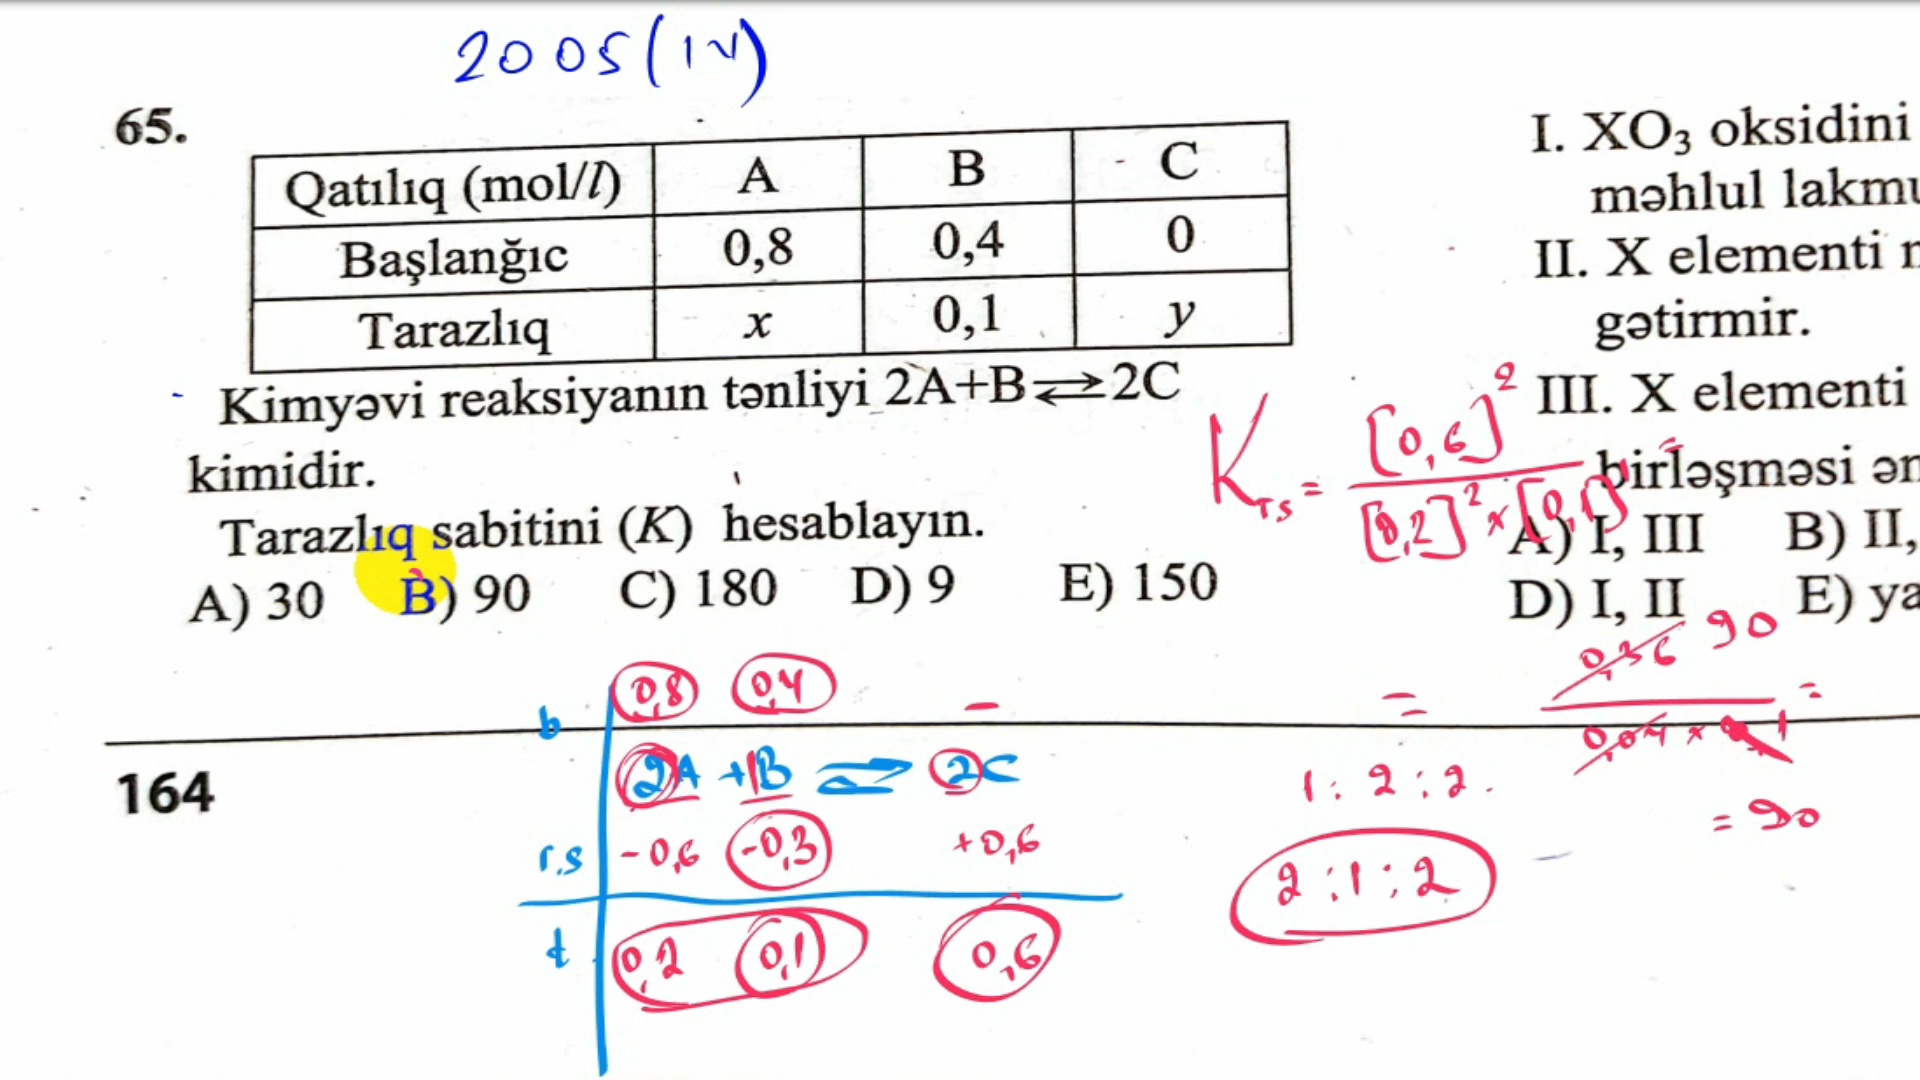 2005(IV)
65.
Qatılıq (mol/l) A B C
Başlanğıc 0,8 0,4 0
Tarazlıq x 0,1 y
Kimyəvi reaksiyanın tənliyi 2A+B⇄2C
kimidir.
Tarazlıq sabitini (K) hesablayın.
A) 30 B) 90 C) 180 D) 9 E) 150
164
I. XO₃ oksidini
məhlul
II. X elementi
gətirmir.
III. X elementi
birləşməsi
A) I, III B) II,
D) I, II E)
K_TS = [0,6]² / [0,2]² × [0,1]¹ =
= 0,36 / 0,04 × 0,1 =
90
= 90
b 0,8 0,4 –
2A + 1B ⇄ 2C
r.s -0,6 -0,3 +0,6
t 0,2 0,1 0,6
1 : 2 : 2.
2 : 1 : 2